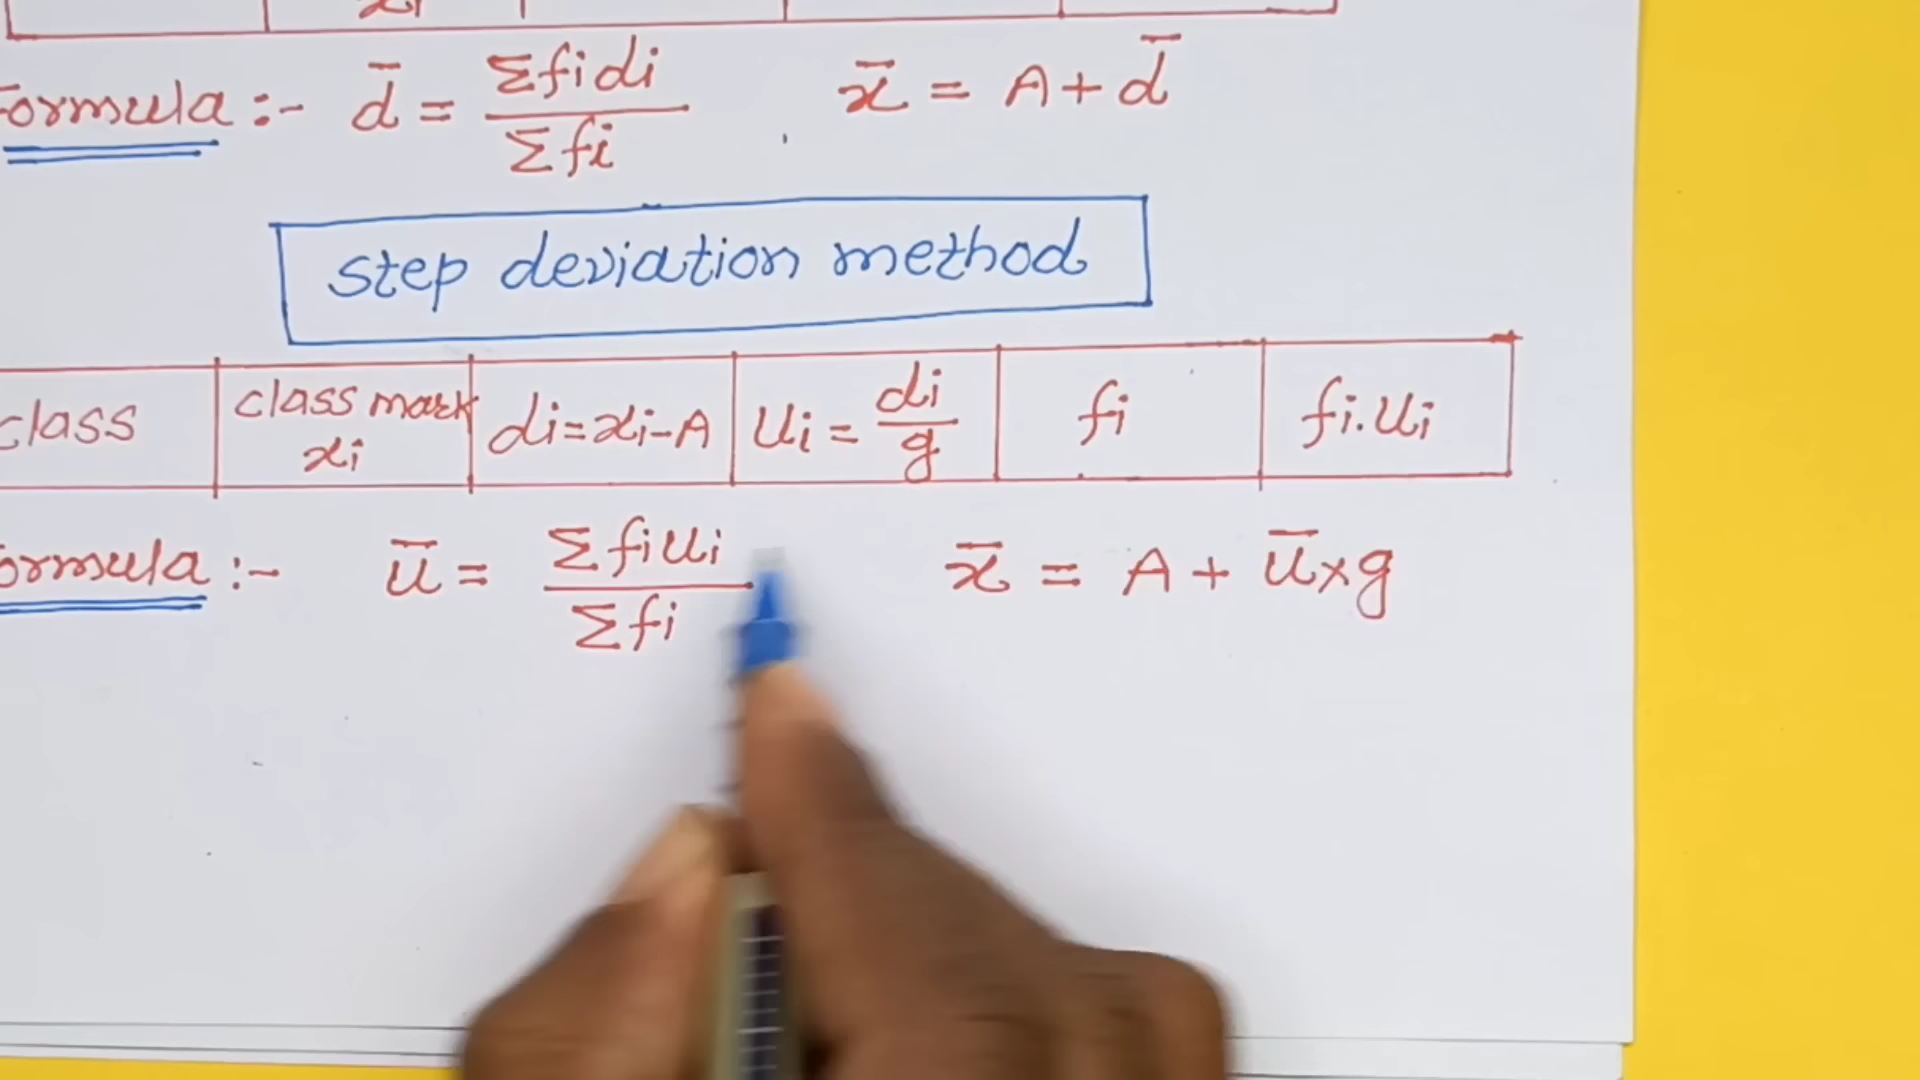 xi
Formula :- d̄ = Σfidi / Σfi x̄ = A + d̄
step deviation method
class class mark xi di=xi-A Ui = di/g fi fi.Ui
Formula :- ū = Σfiui / Σfi x̄ = A + ū×g